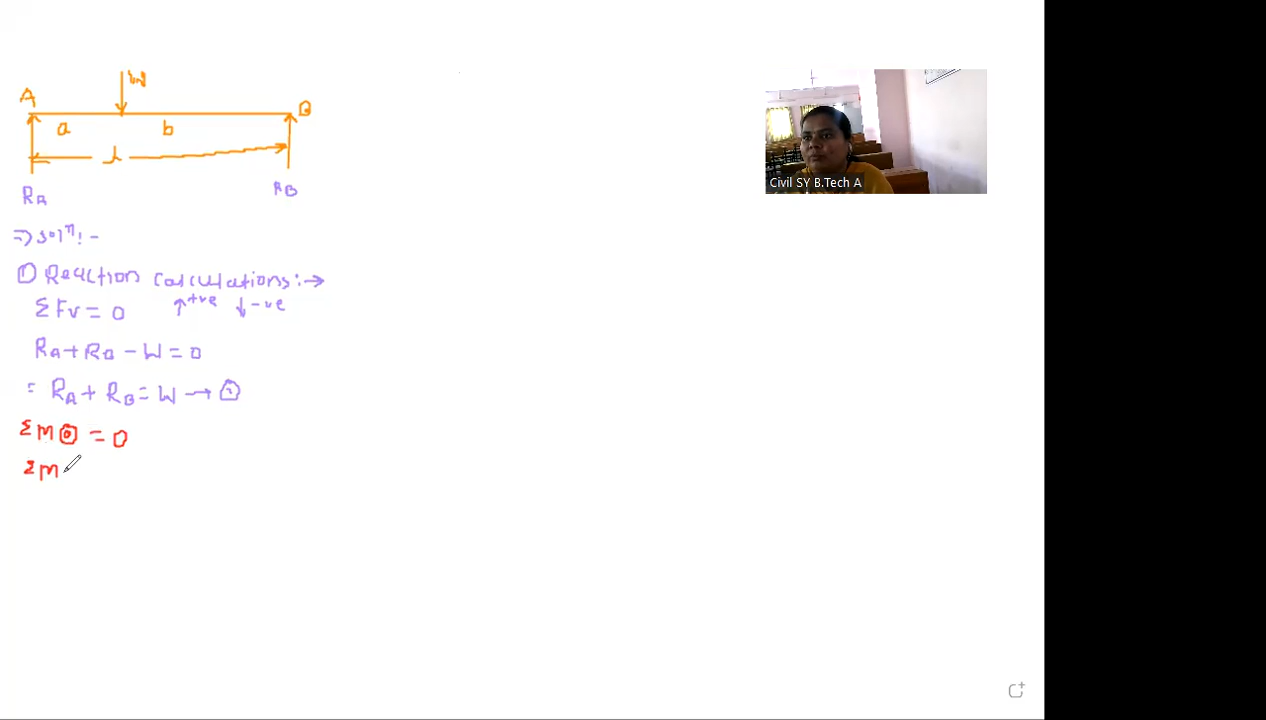 W
A B
a b
l
RA RB
=> soln:-
① Reaction Calculations:→
ΣFv = 0 ↑+ve ↓-ve
RA+RB-W=0
= RA+RB=W→①
ΣM@=0
ΣM
Civil SY B.Tech A